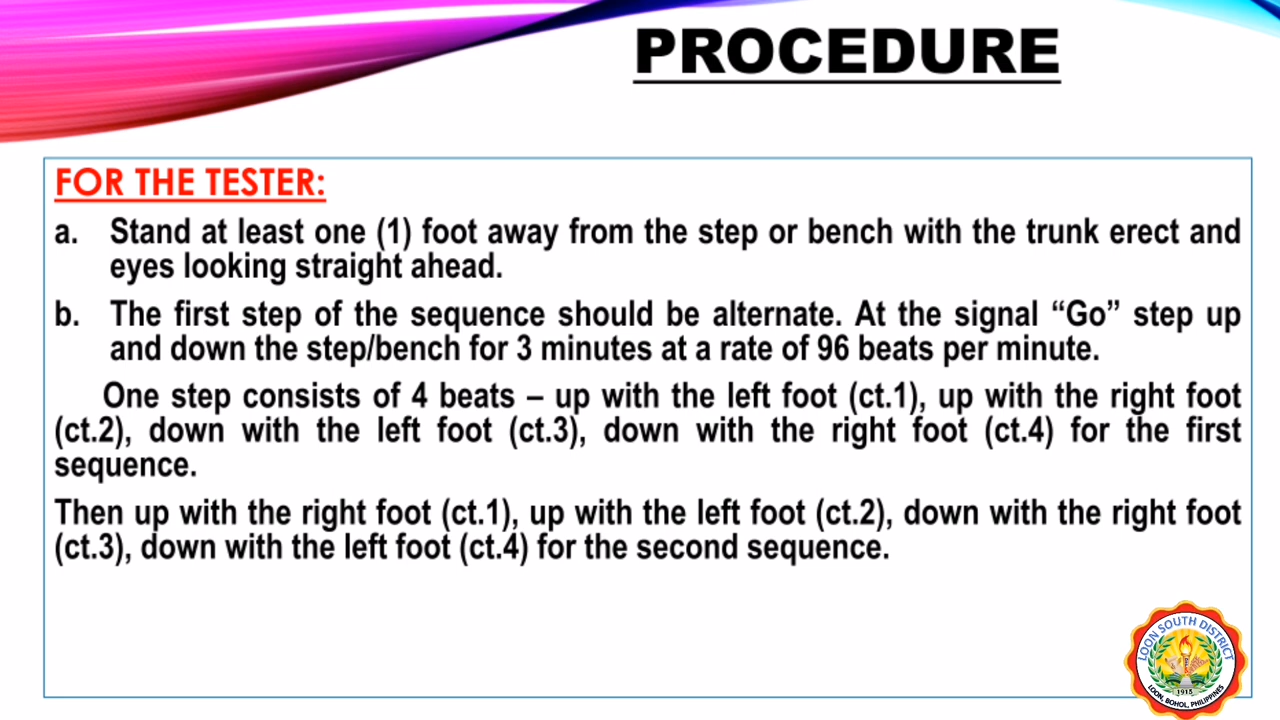 PROCEDURE
FOR THE TESTER:
a. Stand at least one (1) foot away from the step or bench with the trunk erect and
eyes looking straight ahead.
b. The first step of the sequence should be alternate. At the signal “Go” step up
and down the step/bench for 3 minutes at a rate of 96 beats per minute.
One step consists of 4 beats – up with the left foot (ct.1), up with the right foot
(ct.2), down with the left foot (ct.3), down with the right foot (ct.4) for the first
sequence.
Then up with the right foot (ct.1), up with the left foot (ct.2), down with the right foot
(ct.3), down with the left foot (ct.4) for the second sequence.
LOON SOUTH DISTRICT
1915
LOON, BOHOL, PHILIPPINES